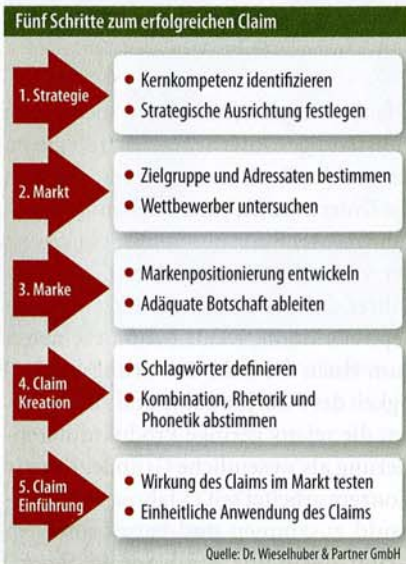 Fünf Schritte zum erfolgreichen Claim
1. Strategie
• Kernkompetenz identifizieren
• Strategische Ausrichtung festlegen
2. Markt
• Zielgruppe und Adressaten bestimmen
• Wettbewerber untersuchen
3. Marke
• Markenpositionierung entwickeln
• Adäquate Botschaft ableiten
4. Claim
Kreation
• Schlagwörter definieren
• Kombination, Rhetorik und
Phonetik abstimmen
5. Claim
Einführung
• Wirkung des Claims im Markt testen
• Einheitliche Anwendung des Claims
Quelle: Dr. Wieselhuber & Partner GmbH